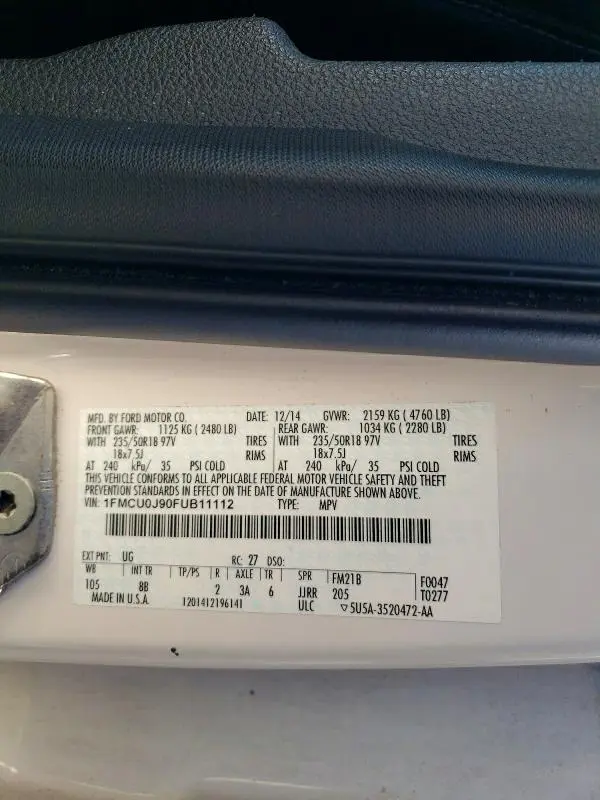 MFD. BY FORD MOTOR CO. DATE: 12/14 GVWR: 2159 KG ( 4760 LB)
FRONT GAWR: 1125 KG ( 2480 LB) REAR GAWR: 1034 KG ( 2280 LB)
WITH 235/50R18 97V TIRES WITH 235/50R18 97V TIRES
18x7.5J RIMS 18x7.5J RIMS
AT 240 kPa/ 35 PSI COLD AT 240 kPa/ 35 PSI COLD
THIS VEHICLE CONFORMS TO ALL APPLICABLE FEDERAL MOTOR VEHICLE SAFETY AND THEFT
PREVENTION STANDARDS IN EFFECT ON THE DATE OF MANUFACTURE SHOWN ABOVE.
VIN: 1FMCU0J90FUB11112 TYPE: MPV
EXT PNT: UG RC: 27 DSO:
WB INT TR TP/PS R AXLE TR SPR FM21B F0047
105 8B 2 3A 6 JJRR 205 T0277
MADE IN U.S.A. 1201412196141 ULC ▽5U5A-3520472-AA